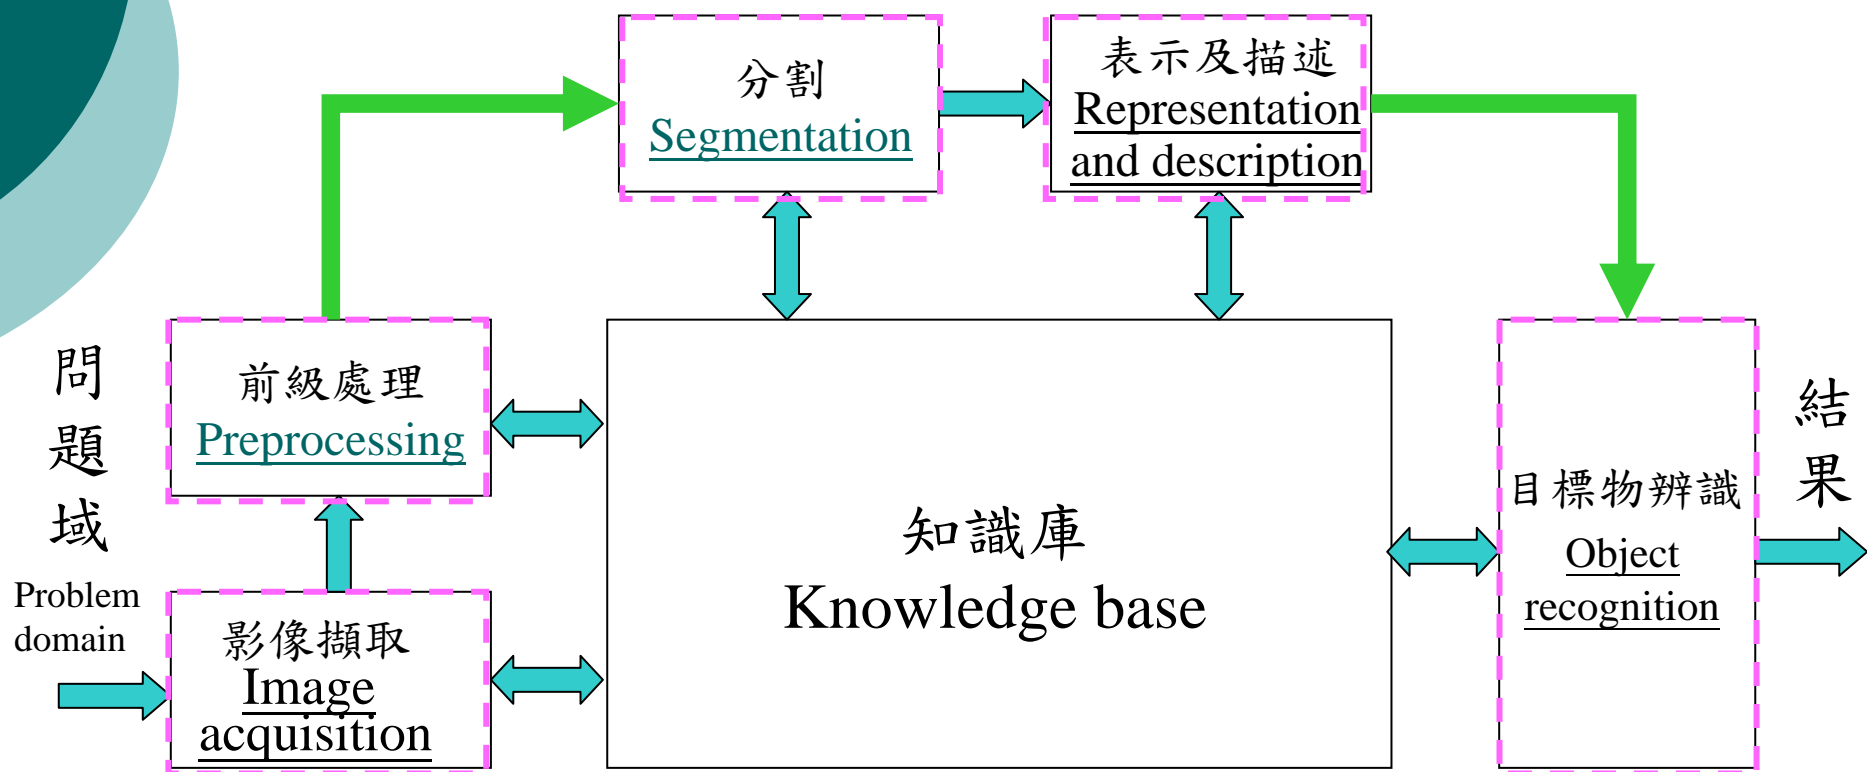 分割
Segmentation
表示及描述
Representation
and description
問題域
Problem
domain
前級處理
Preprocessing
影像擷取
Image
acquisition
知識庫
Knowledge base
目標物辨識
Object
recognition
結果